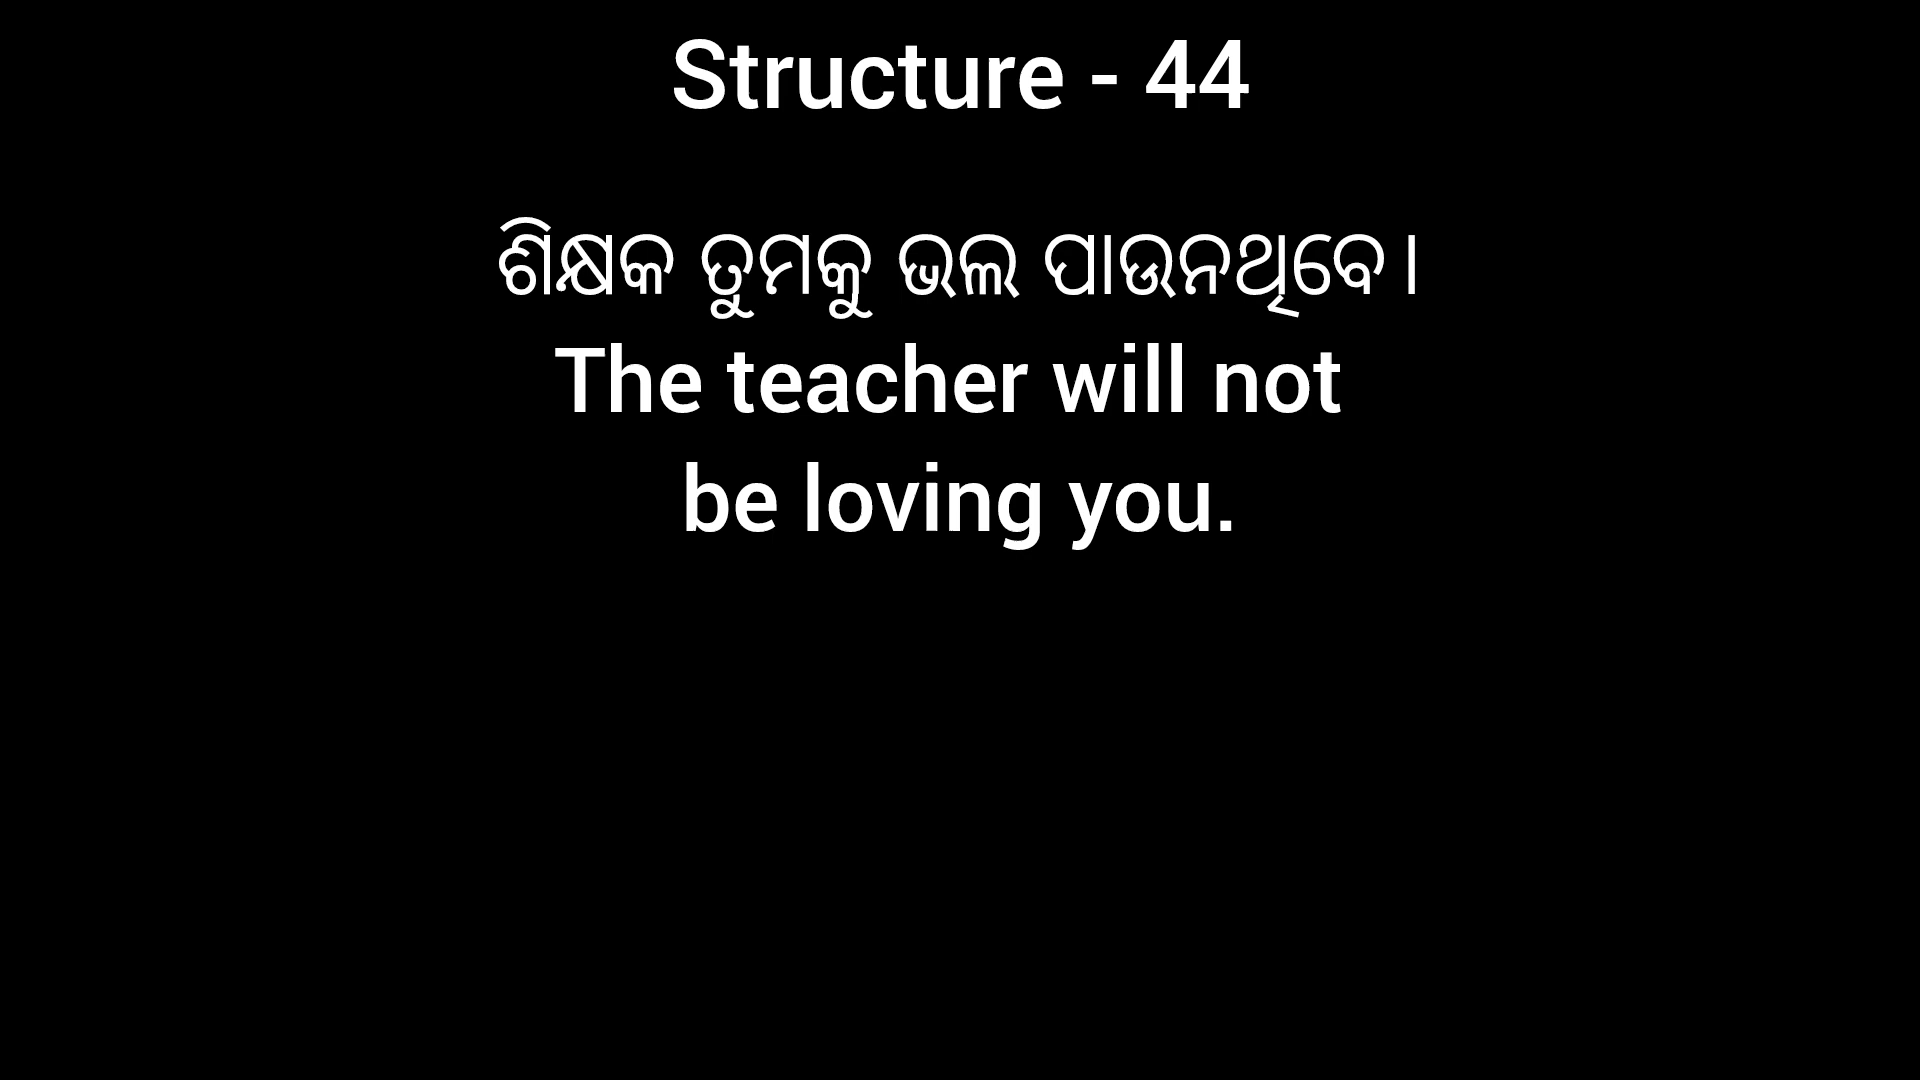 Structure - 44
ଶିକ୍ଷକ ତୁମକୁ ଭଲ ପାଉନଥିବେ।
The teacher will not
be loving you.